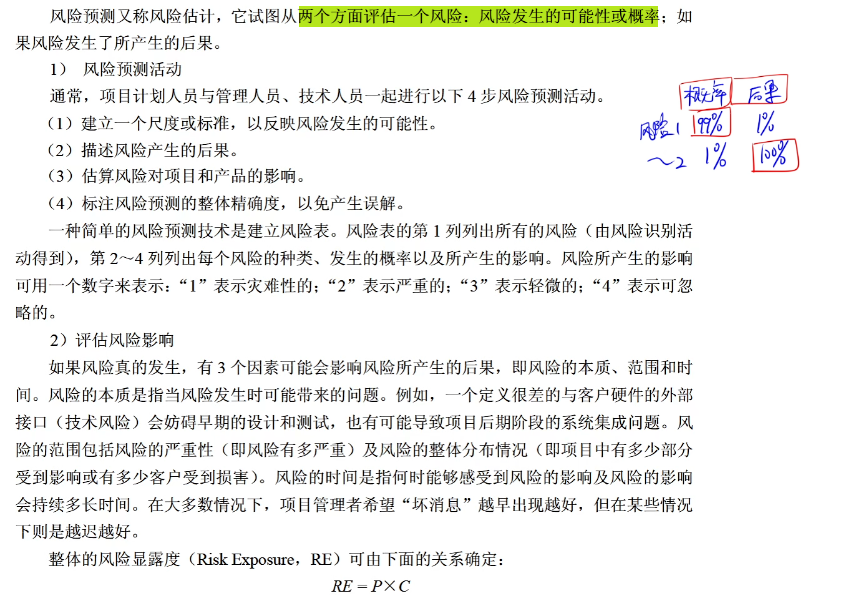 风险预测又称风险估计，它试图从两个方面评估一个风险：风险发生的可能性或概率；如
果风险发生了所产生的后果。
1） 风险预测活动
通常，项目计划人员与管理人员、技术人员一起进行以下 4 步风险预测活动。
（1）建立一个尺度或标准，以反映风险发生的可能性。
（2）描述风险产生的后果。
（3）估算风险对项目和产品的影响。
（4）标注风险预测的整体精确度，以免产生误解。
概率 后果
风险1 99% 1%
～2 1% 100%
一种简单的风险预测技术是建立风险表。风险表的第 1 列列出所有的风险（由风险识别活
动得到），第 2～4 列列出每个风险的种类、发生的概率以及所产生的影响。风险所产生的影响
可用一个数字来表示：“1”表示灾难性的；“2”表示严重的；“3”表示轻微的；“4”表示可忽
略的。
2）评估风险影响
如果风险真的发生，有 3 个因素可能会影响风险所产生的后果，即风险的本质、范围和时
间。风险的本质是指当风险发生时可能带来的问题。例如，一个定义很差的与客户硬件的外部
接口（技术风险）会妨碍早期的设计和测试，也有可能导致项目后期阶段的系统集成问题。风
险的范围包括风险的严重性（即风险有多严重）及风险的整体分布情况（即项目中有多少部分
受到影响或有多少客户受到损害）。风险的时间是指何时能够感受到风险的影响及风险的影响
会持续多长时间。在大多数情况下，项目管理者希望“坏消息”越早出现越好，但在某些情况
下则是越迟越好。
整体的风险显露度（Risk Exposure，RE）可由下面的关系确定：
RE = P×C